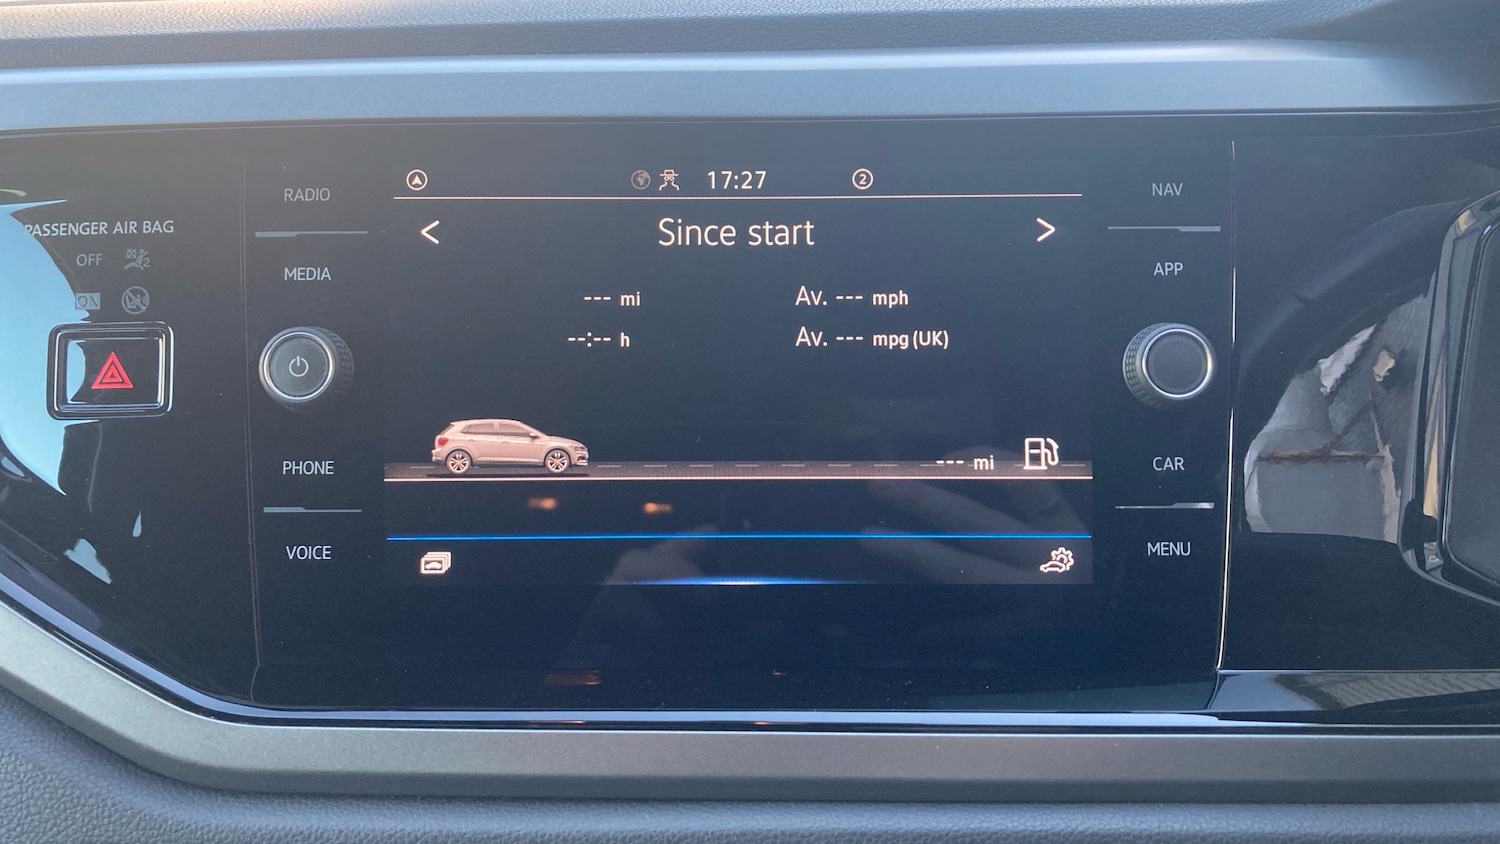 PASSENGER AIR BAG
OFF
ON
RADIO
MEDIA
PHONE
VOICE
17:27
2
< Since start >
--- mi
Av. --- mph
--:-- h
Av. --- mpg (UK)
--- mi
NAV
APP
CAR
MENU